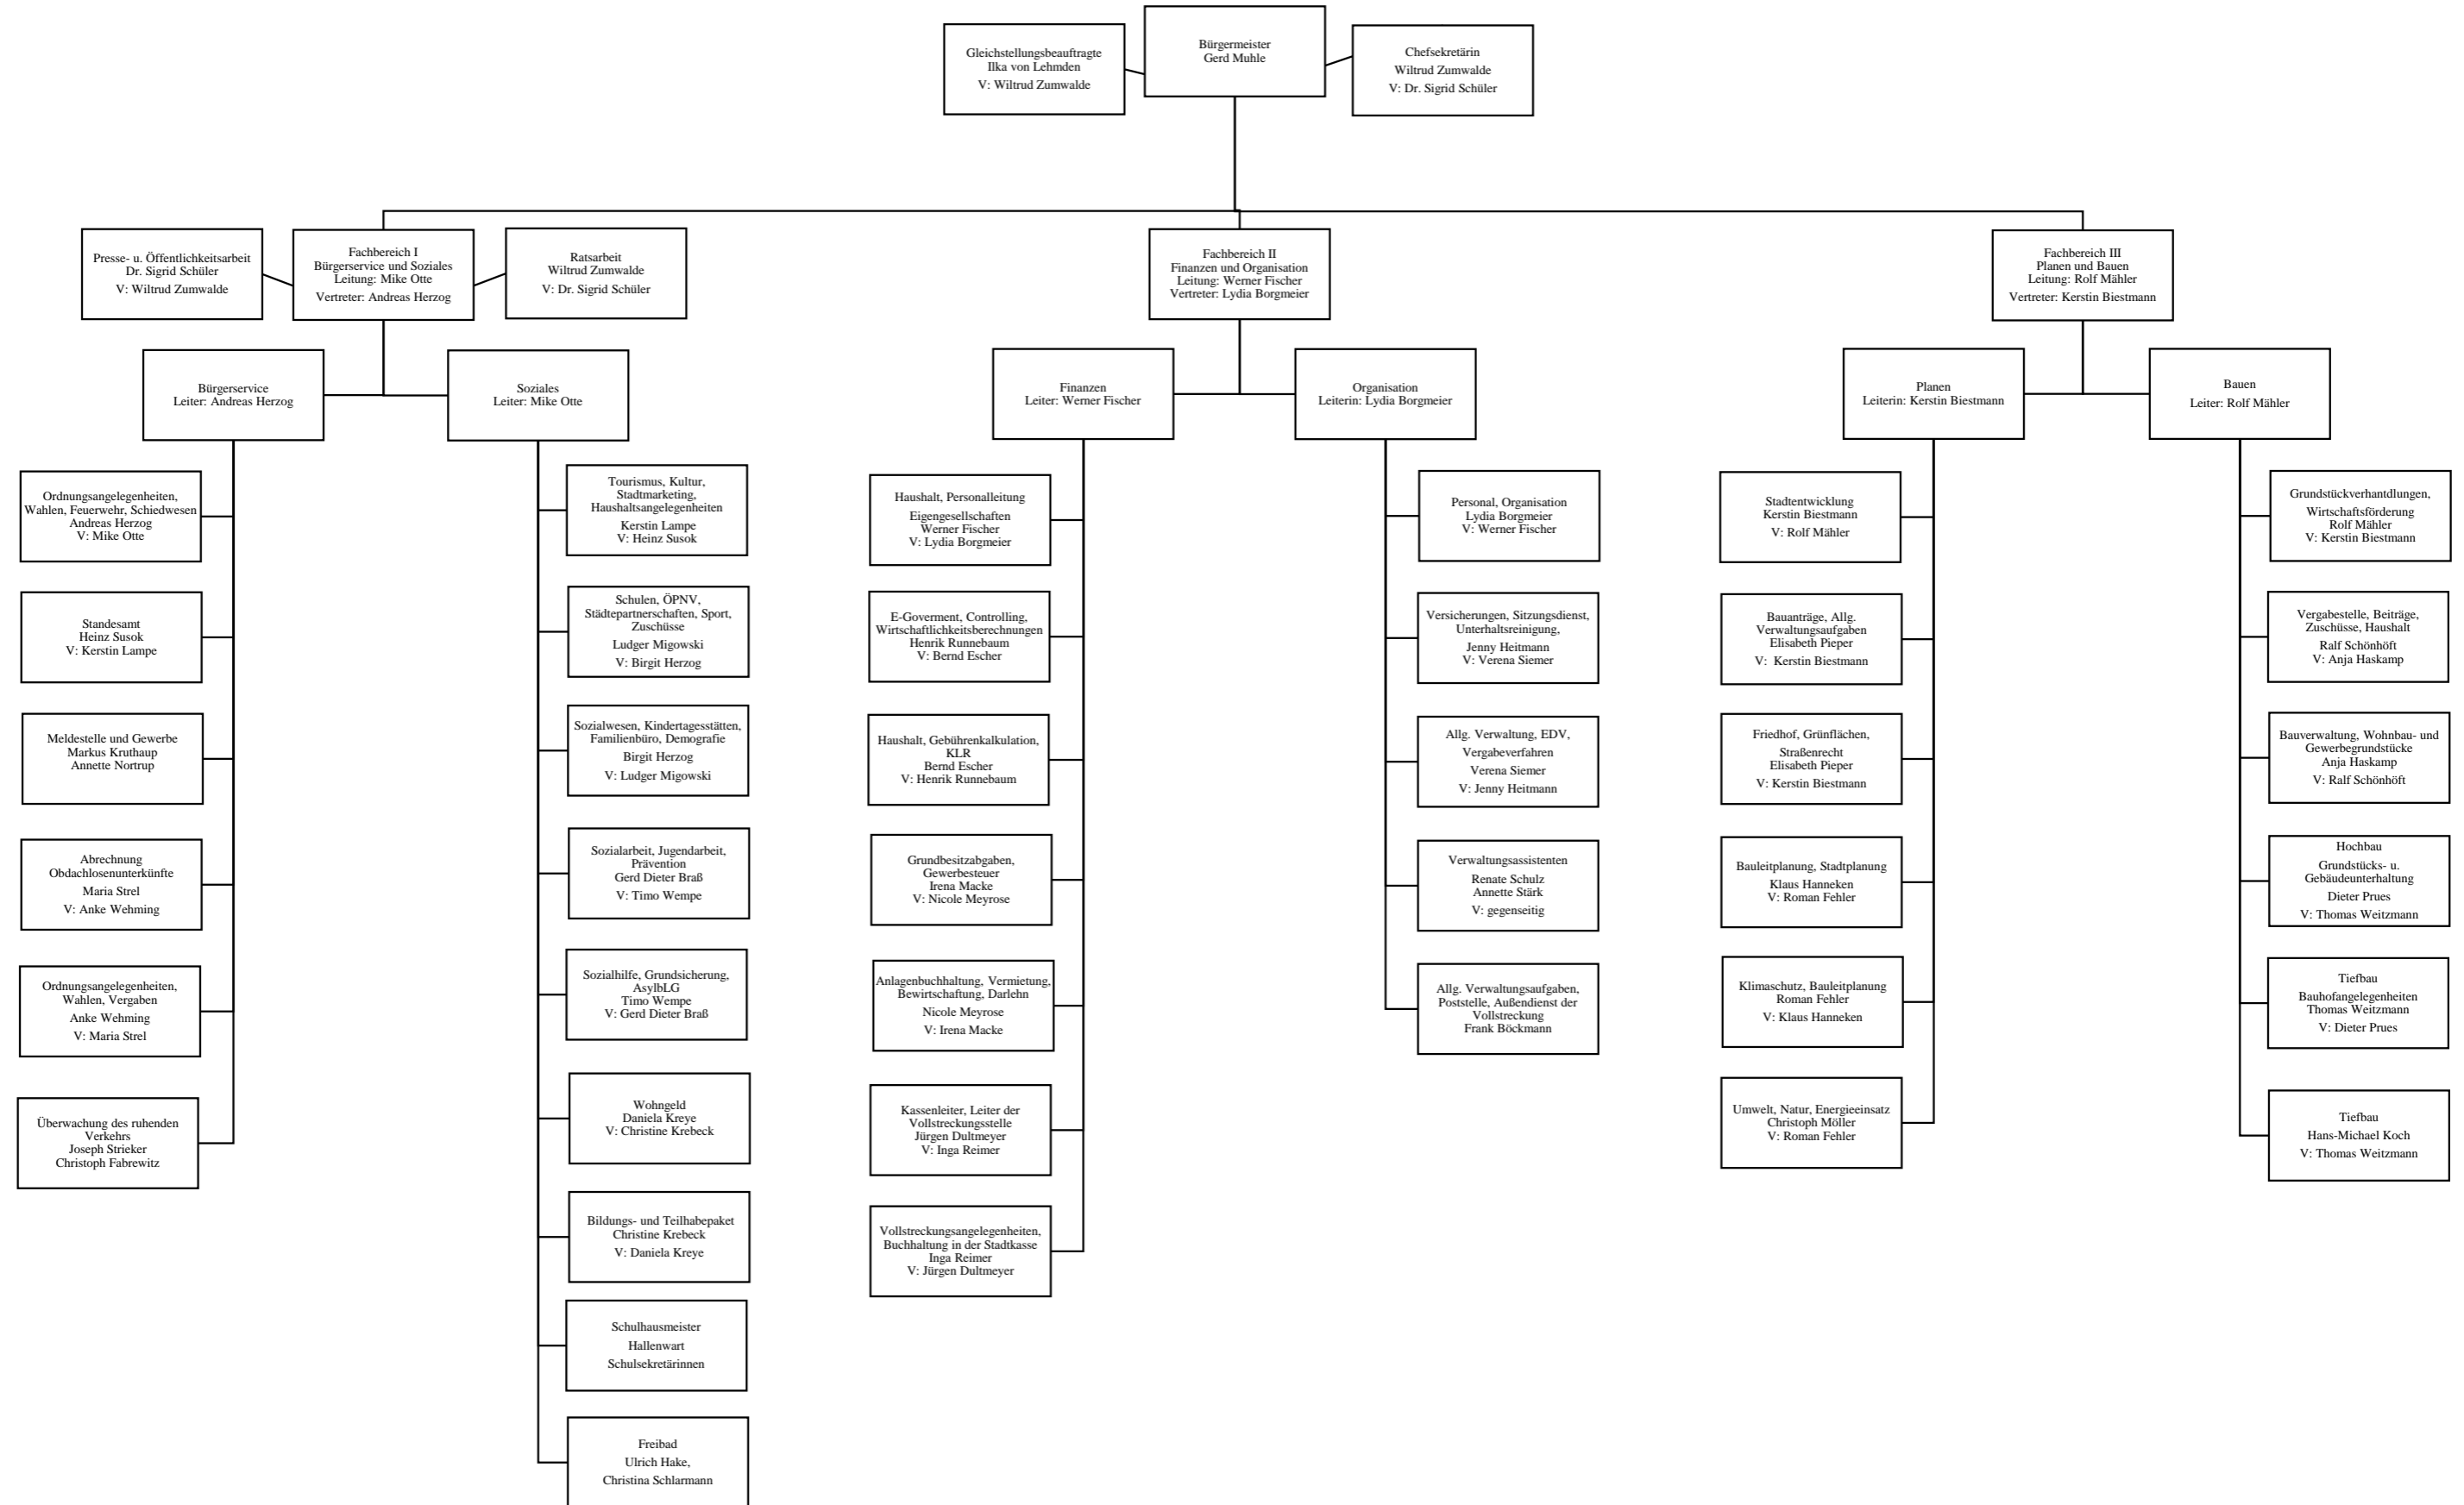 Gleichstellungsbeauftragte
Ilka von Lehmden
V: Wiltrud Zumwalde
Bürgermeister
Gerd Muhle
Chefsekretärin
Wiltrud Zumwalde
V: Dr. Sigrid Schüler
Presse- u. Öffentlichkeitsarbeit
Dr. Sigrid Schüler
V: Wiltrud Zumwalde
Fachbereich I
Bürgerservice und Soziales
Leitung: Mike Otte
Vertreter: Andreas Herzog
Ratsarbeit
Wiltrud Zumwalde
V: Dr. Sigrid Schüler
Fachbereich II
Finanzen und Organisation
Leitung: Werner Fischer
Vertreter: Lydia Borgmeier
Fachbereich III
Planen und Bauen
Leitung: Rolf Mähler
Vertreter: Kerstin Biestmann
Bürgerservice
Leiter: Andreas Herzog
Soziales
Leiter: Mike Otte
Finanzen
Leiter: Werner Fischer
Organisation
Leiterin: Lydia Borgmeier
Planen
Leiterin: Kerstin Biestmann
Bauen
Leiter: Rolf Mähler
Ordnungsangelegenheiten,
Wahlen, Feuerwehr, Schiedwesen
Andreas Herzog
V: Mike Otte
Standesamt
Heinz Susok
V: Kerstin Lampe
Meldestelle und Gewerbe
Markus Kruthaup
Annette Nortrup
Abrechnung
Obdachlosenunterkünfte
Maria Strel
V: Anke Wehming
Ordnungsangelegenheiten,
Wahlen, Vergaben
Anke Wehming
V: Maria Strel
Überwachung des ruhenden
Verkehrs
Joseph Strieker
Christoph Fabrewitz
Tourismus, Kultur,
Stadtmarketing,
Haushaltsangelegenheiten
Kerstin Lampe
V: Heinz Susok
Schulen, ÖPNV,
Städtepartnerschaften, Sport,
Zuschüsse
Ludger Migowski
V: Birgit Herzog
Sozialwesen, Kindertagesstätten,
Familienbüro, Demografie
Birgit Herzog
V: Ludger Migowski
Sozialarbeit, Jugendarbeit,
Prävention
Gerd Dieter Braß
V: Timo Wempe
Sozialhilfe, Grundsicherung,
AsylbLG
Timo Wempe
V: Gerd Dieter Braß
Wohngeld
Daniela Kreye
V: Christine Krebeck
Bildungs- und Teilhabepaket
Christine Krebeck
V: Daniela Kreye
Schulhausmeister
Hallenwart
Schulsekretärinnen
Freibad
Ulrich Hake,
Christina Schlarmann
Haushalt, Personalleitung
Eigengesellschaften
Werner Fischer
V: Lydia Borgmeier
E-Goverment, Controlling,
Wirtschaftlichkeitsberechnungen
Henrik Runnebaum
V: Bernd Escher
Haushalt, Gebührenkalkulation,
KLR
Bernd Escher
V: Henrik Runnebaum
Grundbesitzabgaben,
Gewerbesteuer
Irena Macke
V: Nicole Meyrose
Anlagenbuchhaltung, Vermietung,
Bewirtschaftung, Darlehn
Nicole Meyrose
V: Irena Macke
Kassenleiter, Leiter der
Vollstreckungsstelle
Jürgen Dultmeyer
V: Inga Reimer
Vollstreckungsangelegenheiten,
Buchhaltung in der Stadtkasse
Inga Reimer
V: Jürgen Dultmeyer
Personal, Organisation
Lydia Borgmeier
V: Werner Fischer
Versicherungen, Sitzungsdienst,
Unterhaltsreinigung,
Jenny Heitmann
V: Verena Siemer
Allg. Verwaltung, EDV,
Vergabeverfahren
Verena Siemer
V: Jenny Heitmann
Verwaltungsassistenten
Renate Schulz
Annette Stärk
V: gegenseitig
Allg. Verwaltungsaufgaben,
Poststelle, Außendienst der
Vollstreckung
Frank Böckmann
Stadtentwicklung
Kerstin Biestmann
V: Rolf Mähler
Bauanträge, Allg.
Verwaltungsaufgaben
Elisabeth Pieper
V: Kerstin Biestmann
Friedhof, Grünflächen,
Straßenrecht
Elisabeth Pieper
V: Kerstin Biestmann
Bauleitplanung, Stadtplanung
Klaus Hanneken
V: Roman Fehler
Klimaschutz, Bauleitplanung
Roman Fehler
V: Klaus Hanneken
Umwelt, Natur, Energieeinsatz
Christoph Möller
V: Roman Fehler
Grundstückverhantdlungen,
Wirtschaftsförderung
Rolf Mähler
V: Kerstin Biestmann
Vergabestelle, Beiträge,
Zuschüsse, Haushalt
Ralf Schönhöft
V: Anja Haskamp
Bauverwaltung, Wohnbau- und
Gewerbegrundstücke
Anja Haskamp
V: Ralf Schönhöft
Hochbau
Grundstücks- u.
Gebäudeunterhaltung
Dieter Prues
V: Thomas Weitzmann
Tiefbau
Bauhofangelegenheiten
Thomas Weitzmann
V: Dieter Prues
Tiefbau
Hans-Michael Koch
V: Thomas Weitzmann